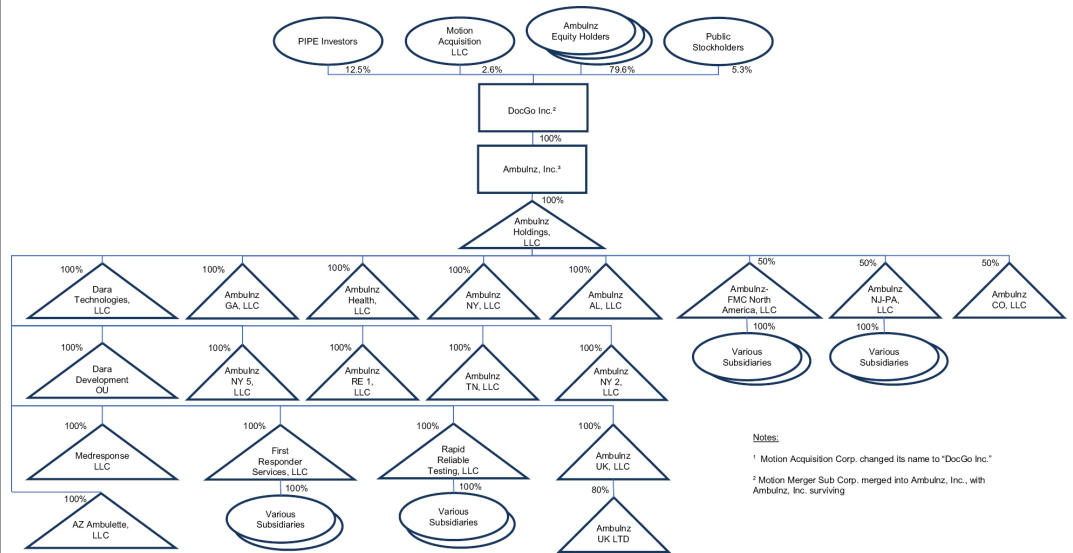 PIPE Investors
Motion
Acquisition
LLC
Ambulnz
Equity Holders
Public
Stockholders
12.5%
2.6%
79.6%
5.3%
DocGo Inc.²
100%
Ambulnz, Inc.³
100%
Ambulnz
Holdings,
LLC
100%
Dara
Technologies,
LLC
100%
Ambulnz
GA, LLC
100%
Ambulnz
Health,
LLC
100%
Ambulnz
NY, LLC
100%
Ambulnz
AL, LLC
50%
Ambulnz-
FMC North
America, LLC
50%
Ambulnz
NJ-PA,
LLC
50%
Ambulnz
CO, LLC
100%
Various
Subsidiaries
100%
Various
Subsidiaries
100%
Dara
Development
OU
100%
Ambulnz
NY 5,
LLC
100%
Ambulnz
RE 1,
LLC
100%
Ambulnz
TN, LLC
100%
Ambulnz
NY 2,
LLC
100%
Medresponse
LLC
100%
First
Responder
Services, LLC
100%
Rapid
Reliable
Testing, LLC
100%
Ambulnz
UK, LLC
100%
AZ Ambulette,
LLC
100%
Various
Subsidiaries
100%
Various
Subsidiaries
80%
Ambulnz
UK LTD
Notes:
¹ Motion Acquisition Corp. changed its name to “DocGo Inc.”
² Motion Merger Sub Corp. merged into Ambulnz, Inc., with
Ambulnz, Inc. surviving